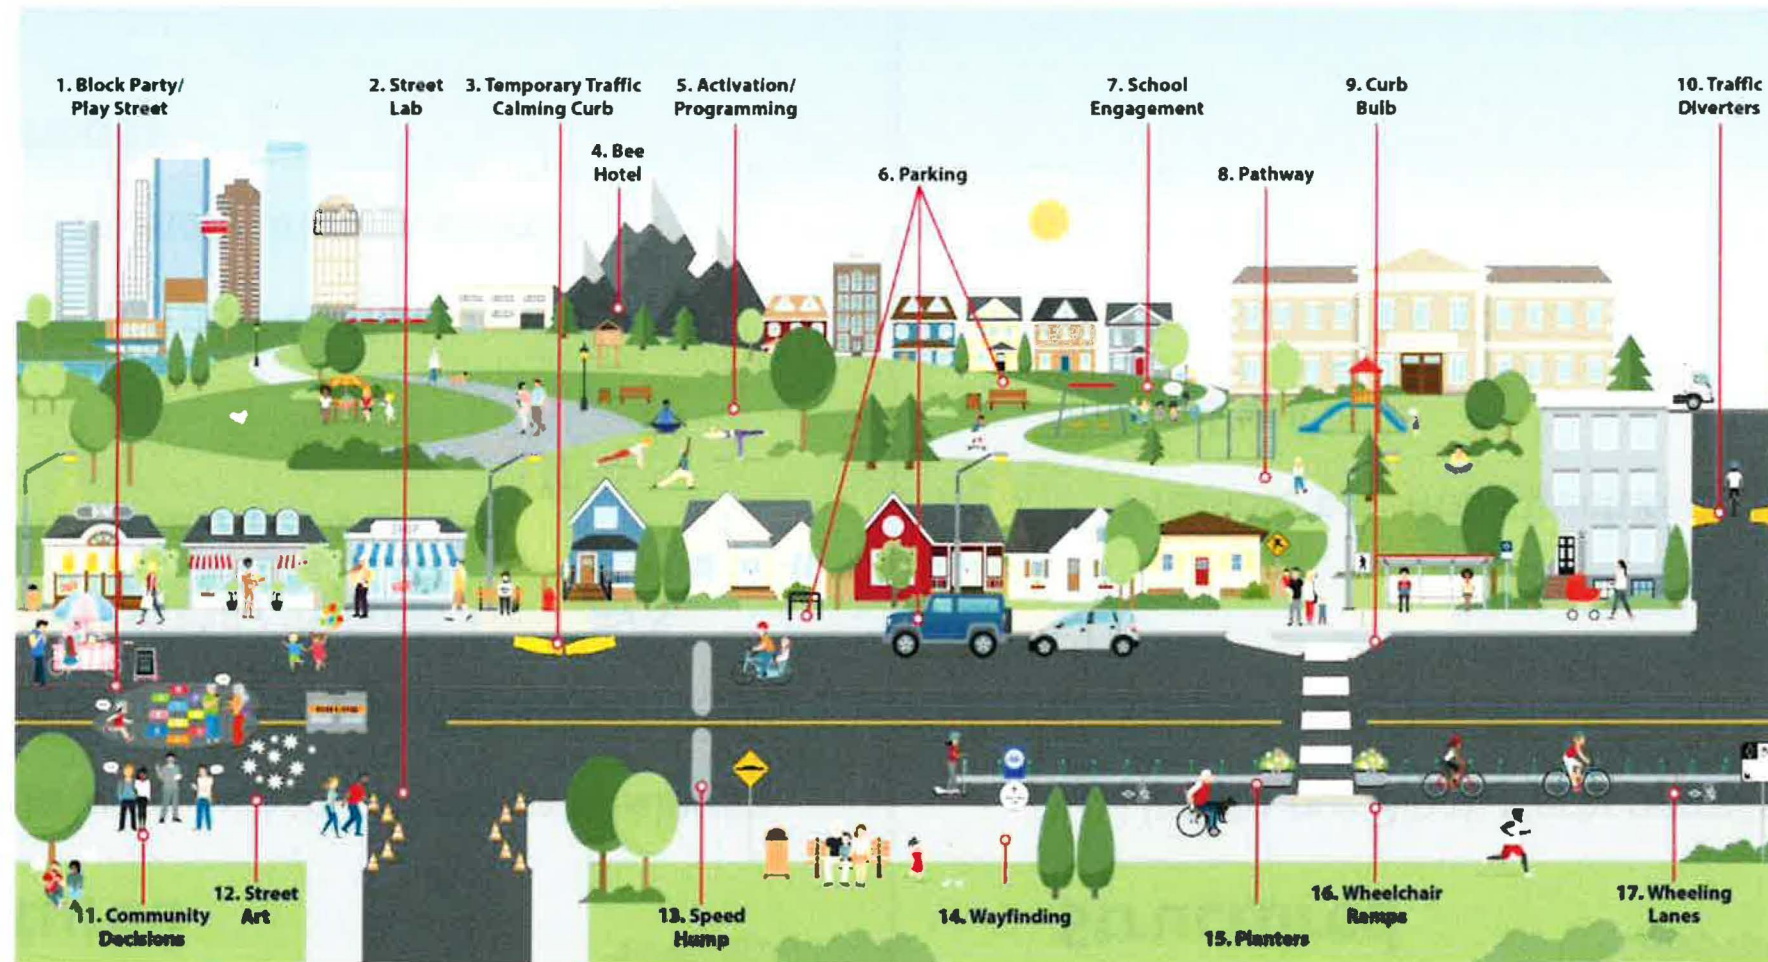 1. Block Party/
Play Street
2. Street
Lab
3. Temporary Traffic
Calming Curb
4. Bee
Hotel
5. Activation/
Programming
6. Parking
7. School
Engagement
8. Pathway
9. Curb
Bulb
10. Traffic
Diverters
11. Community
Decisions
12. Street
Art
13. Speed
Hump
14. Wayfinding
15. Planters
16. Wheelchair
Ramps
17. Wheeling
Lanes